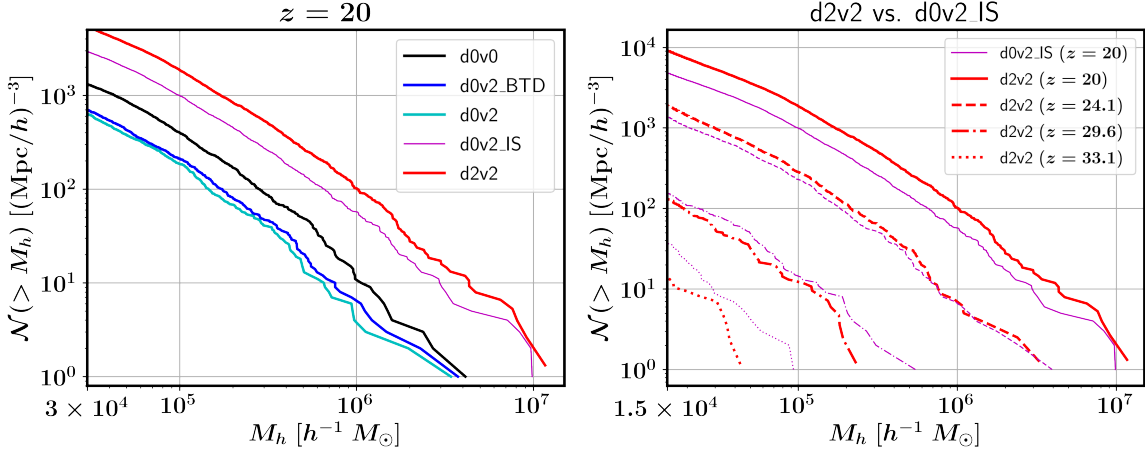 z = 20
𝒩(> M_h) [(Mpc/h)^−3]
10^3
10^2
10^1
10^0
d0v0
d0v2_BTD
d0v2
d0v2_IS
d2v2
3 × 10^4
10^5
10^6
10^7
M_h [h^−1 M_⊙]
d2v2 vs. d0v2_IS
𝒩(> M_h) [(Mpc/h)^−3]
10^4
10^3
10^2
10^1
10^0
d0v2_IS (z = 20)
d2v2 (z = 20)
d2v2 (z = 24.1)
d2v2 (z = 29.6)
d2v2 (z = 33.1)
1.5 × 10^4
10^5
10^6
10^7
M_h [h^−1 M_⊙]